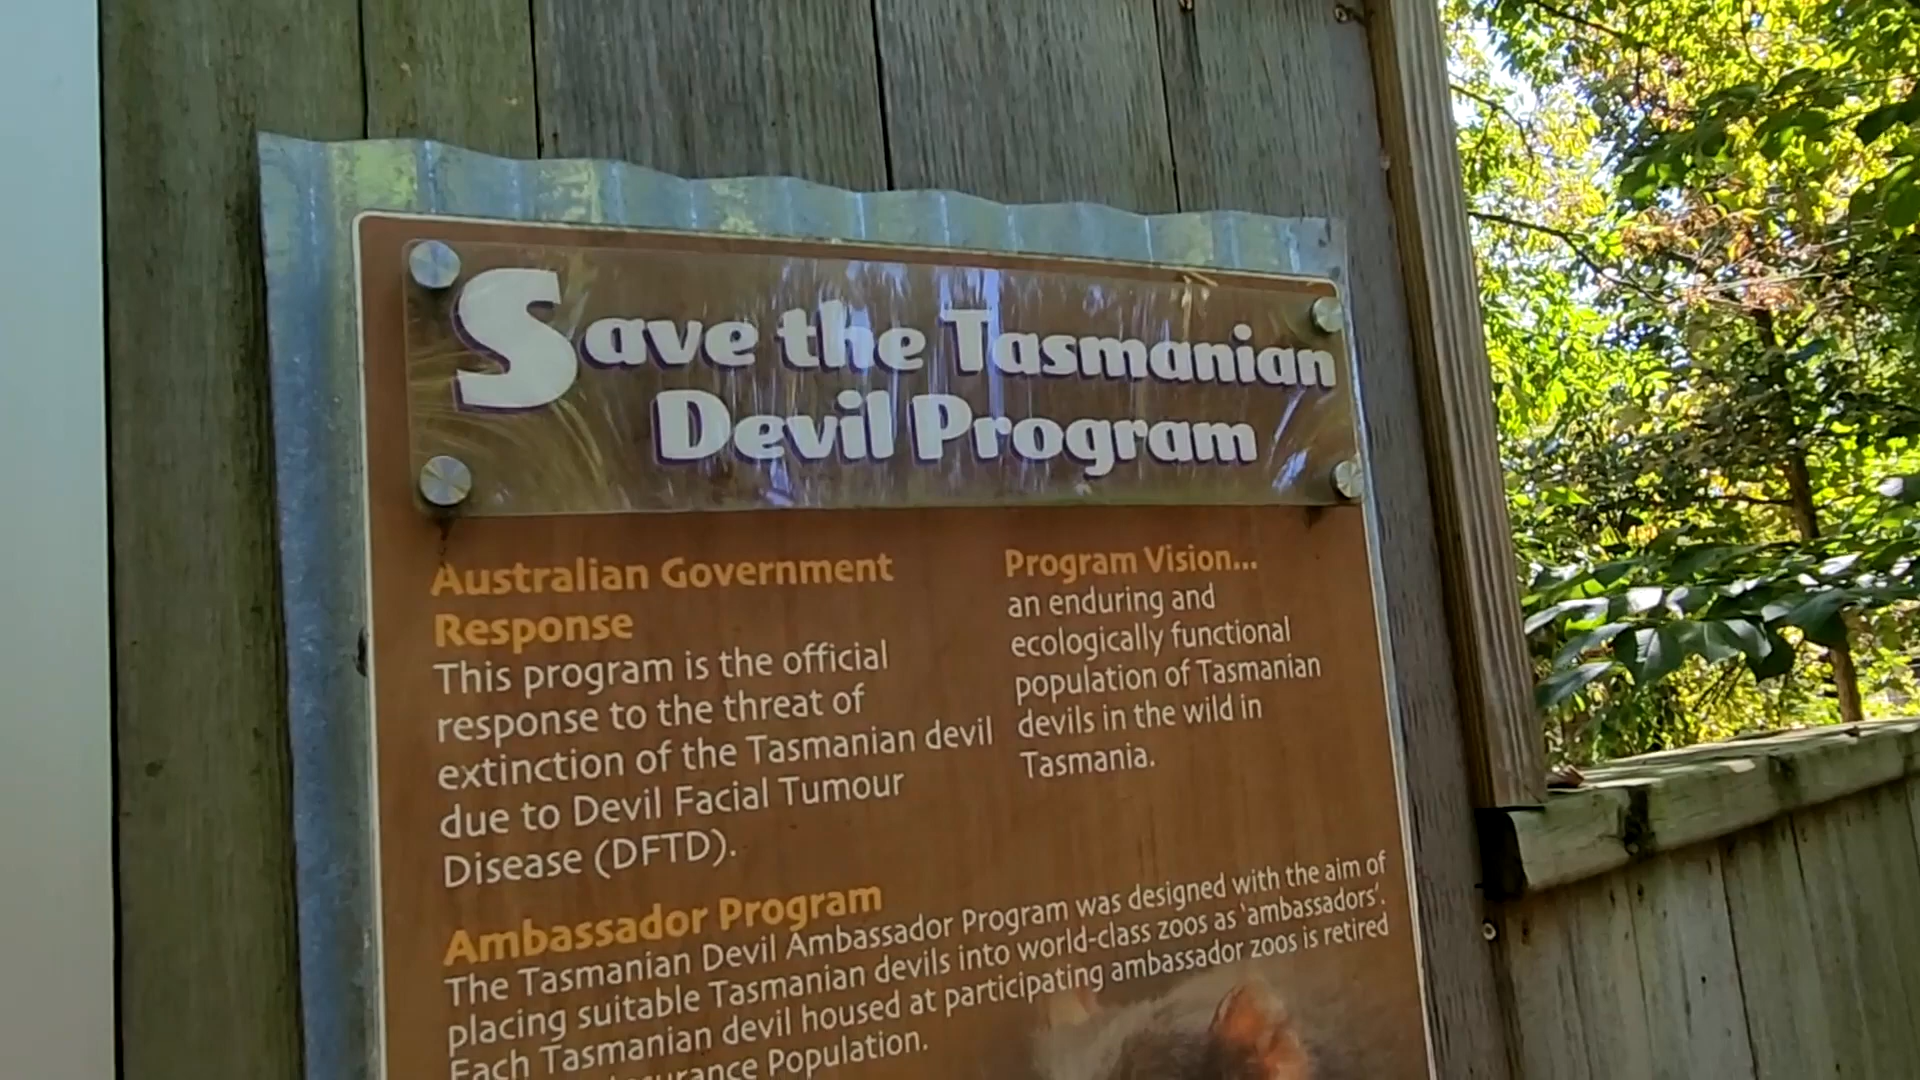 Save the Tasmanian
Devil Program
Australian Government
Response
This program is the official
response to the threat of
extinction of the Tasmanian devil
due to Devil Facial Tumour
Disease (DFTD).
Program Vision...
an enduring and
ecologically functional
population of Tasmanian
devils in the wild in
Tasmania.
Ambassador Program
The Tasmanian Devil Ambassador Program was designed with the aim of
placing suitable Tasmanian devils into world-class zoos as 'ambassadors'.
Each Tasmanian devil housed at participating ambassador zoos is retired
Population.